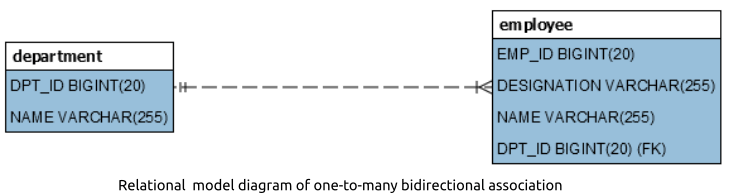 department
DPT_ID BIGINT(20)
NAME VARCHAR(255)
employee
EMP_ID BIGINT(20)
DESIGNATION VARCHAR(255)
NAME VARCHAR(255)
DPT_ID BIGINT(20) (FK)
Relational model diagram of one-to-many bidirectional association